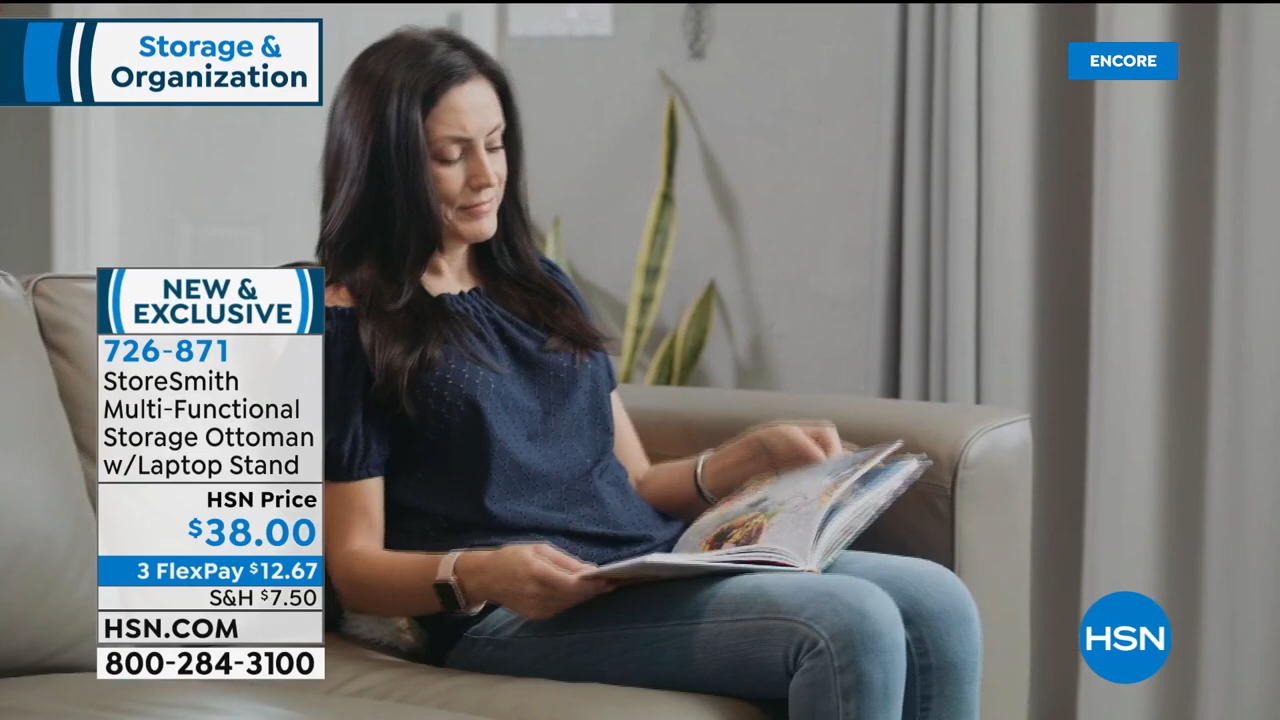 Storage &
Organization
ENCORE
NEW &
EXCLUSIVE
726-871
StoreSmith
Multi-Functional
Storage Ottoman
w/Laptop Stand
HSN Price
$38.00
3 FlexPay $12.67
S&H $7.50
HSN.COM
800-284-3100
HSN